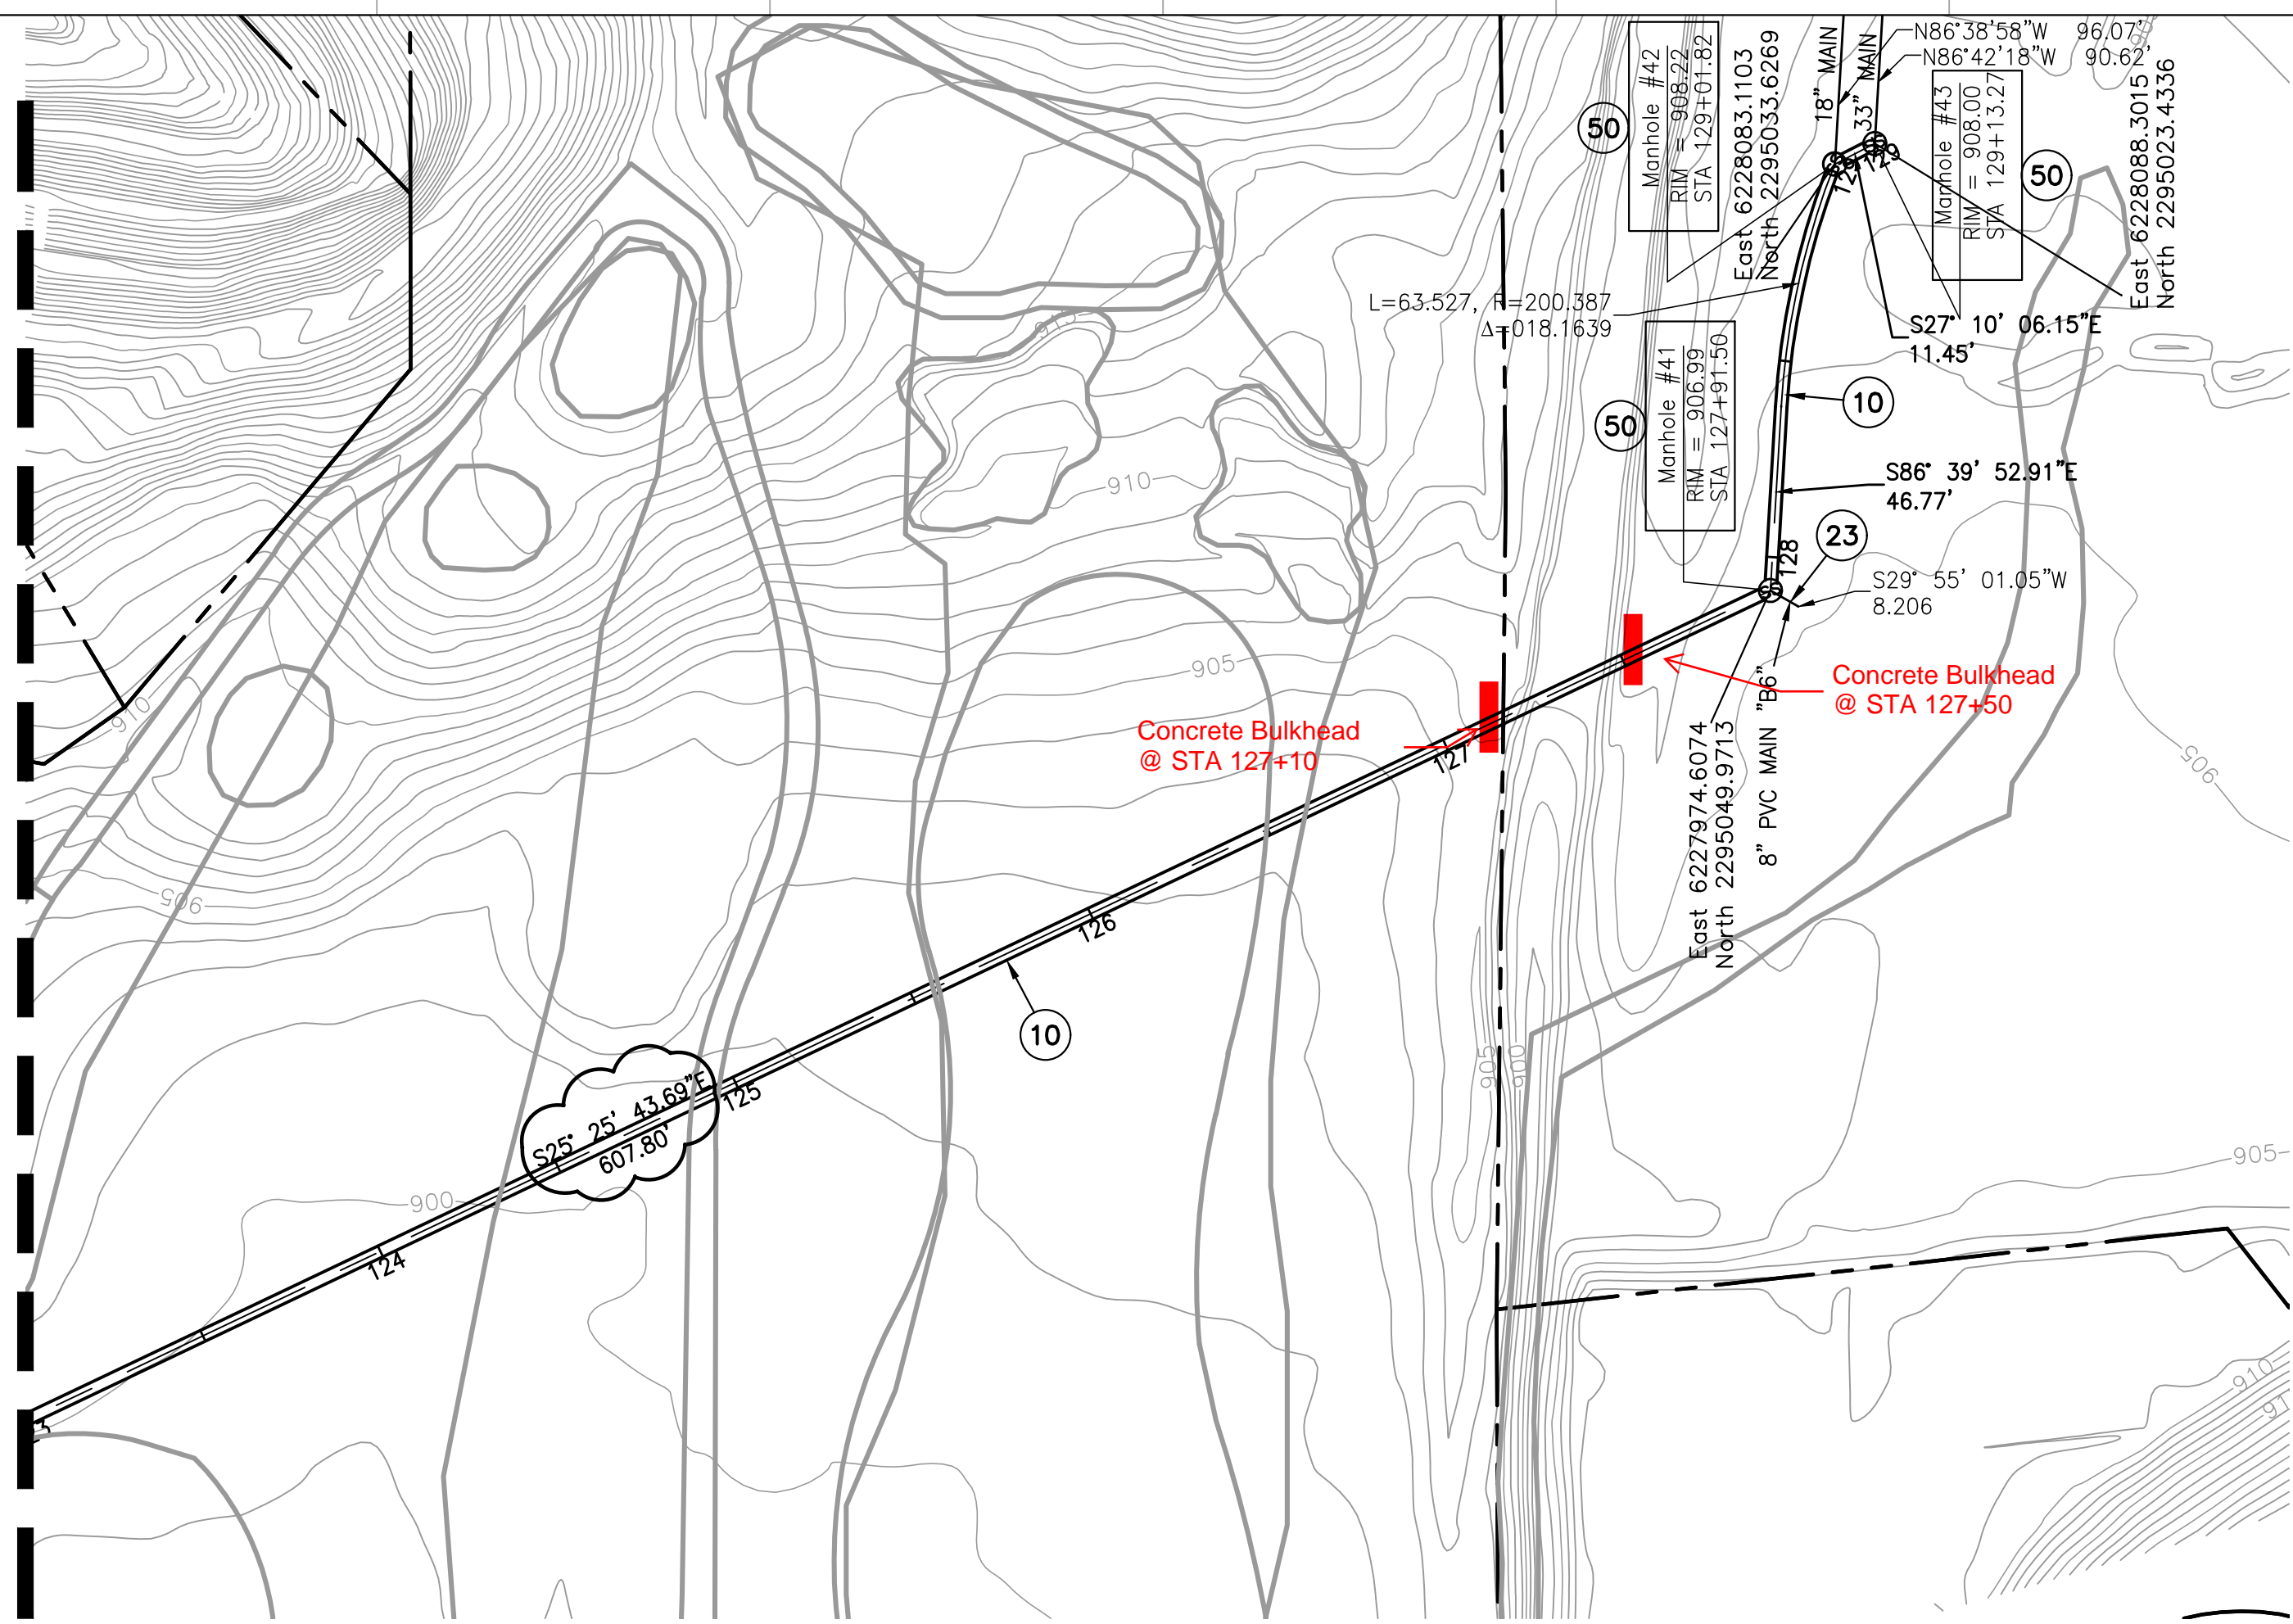 N86°38'58"W 96.07'
N86°42'18"W 90.62'
18" MAIN
33" MAIN
Manhole #42
RIM = 908.22
STA 129+01.82
50
East 6228083.1103
North 2295033.6269
Manhole #43
RIM = 908.00
STA 129+13.27
50
East 6228088.3015
North 2295023.4336
129
129
L=63.527, R=200.387
Δ=018.1639
S27° 10' 06.15"E
11.45'
Manhole #41
RIM = 906.99
STA 127+91.50
50
10
S86° 39' 52.91"E
46.77'
23
128
S29° 55' 01.05"W
8.206
Concrete Bulkhead
@ STA 127+50
Concrete Bulkhead
@ STA 127+10
East 6227974.6074
North 2295049.9713
8" PVC MAIN "B6"
127
126
10
125
S25° 25' 43.69"E
607.80'
124
915
910
905
910
905
905
905
900
900
905
910